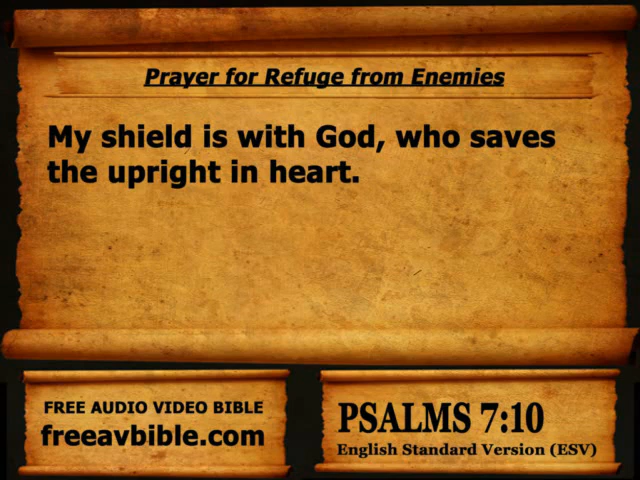 Prayer for Refuge from Enemies
My shield is with God, who saves
the upright in heart.
FREE AUDIO VIDEO BIBLE
freeavbible.com
PSALMS 7:10
English Standard Version (ESV)